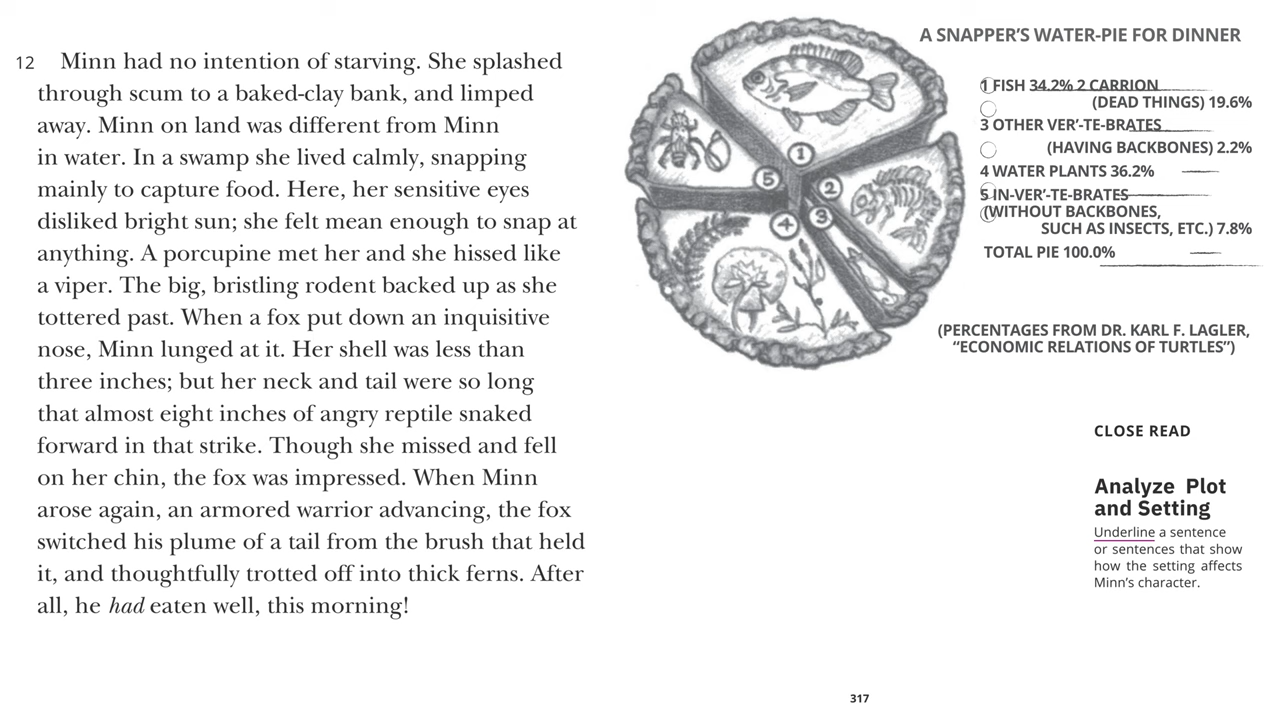 12 Minn had no intention of starving. She splashed
through scum to a baked-clay bank, and limped
away. Minn on land was different from Minn
in water. In a swamp she lived calmly, snapping
mainly to capture food. Here, her sensitive eyes
disliked bright sun; she felt mean enough to snap at
anything. A porcupine met her and she hissed like
a viper. The big, bristling rodent backed up as she
tottered past. When a fox put down an inquisitive
nose, Minn lunged at it. Her shell was less than
three inches; but her neck and tail were so long
that almost eight inches of angry reptile snaked
forward in that strike. Though she missed and fell
on her chin, the fox was impressed. When Minn
arose again, an armored warrior advancing, the fox
switched his plume of a tail from the brush that held
it, and thoughtfully trotted off into thick ferns. After
all, he had eaten well, this morning!
1
2
3
4
5
A SNAPPER'S WATER-PIE FOR DINNER
1 FISH 34.2% 2 CARRION
(DEAD THINGS) 19.6%
3 OTHER VER'-TE-BRATES
(HAVING BACKBONES) 2.2%
4 WATER PLANTS 36.2%
5 IN-VER'-TE-BRATES
(WITHOUT BACKBONES,
SUCH AS INSECTS, ETC.) 7.8%
TOTAL PIE 100.0%
(PERCENTAGES FROM DR. KARL F. LAGLER,
"ECONOMIC RELATIONS OF TURTLES")
CLOSE READ
Analyze Plot
and Setting
Underline a sentence
or sentences that show
how the setting affects
Minn's character.
317